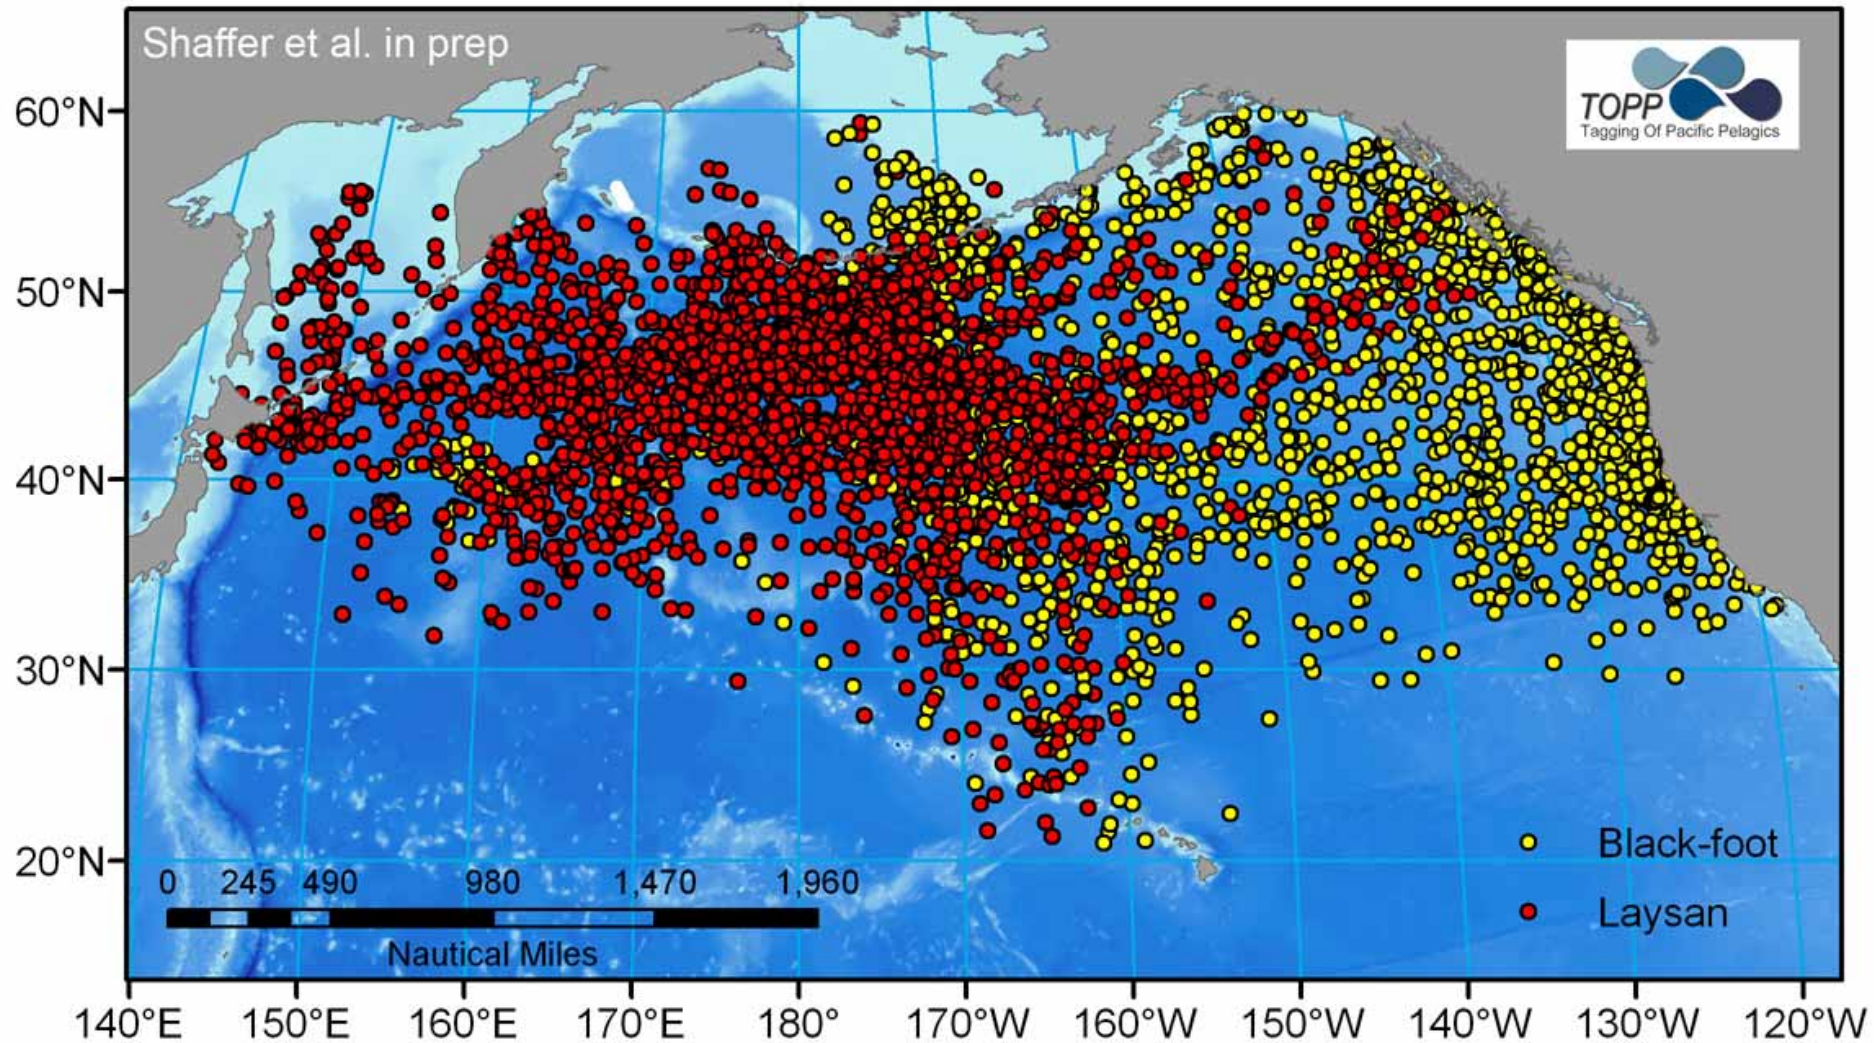 Shaffer et al. in prep
TOPP
Tagging Of Pacific Pelagics
60°N
50°N
40°N
30°N
20°N
0 245 490 980 1,470 1,960
Nautical Miles
Black-foot
Laysan
140°E 150°E 160°E 170°E 180° 170°W 160°W 150°W 140°W 130°W 120°W